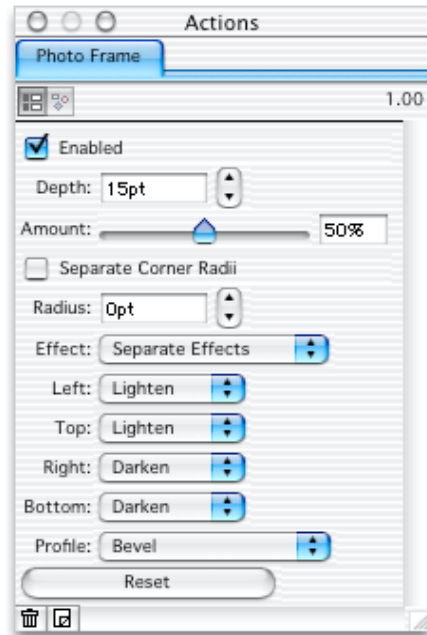 Actions
Photo Frame
1.00
Enabled
Depth: 15pt
Amount: 50%
Separate Corner Radii
Radius: 0pt
Effect: Separate Effects
Left: Lighten
Top: Lighten
Right: Darken
Bottom: Darken
Profile: Bevel
Reset